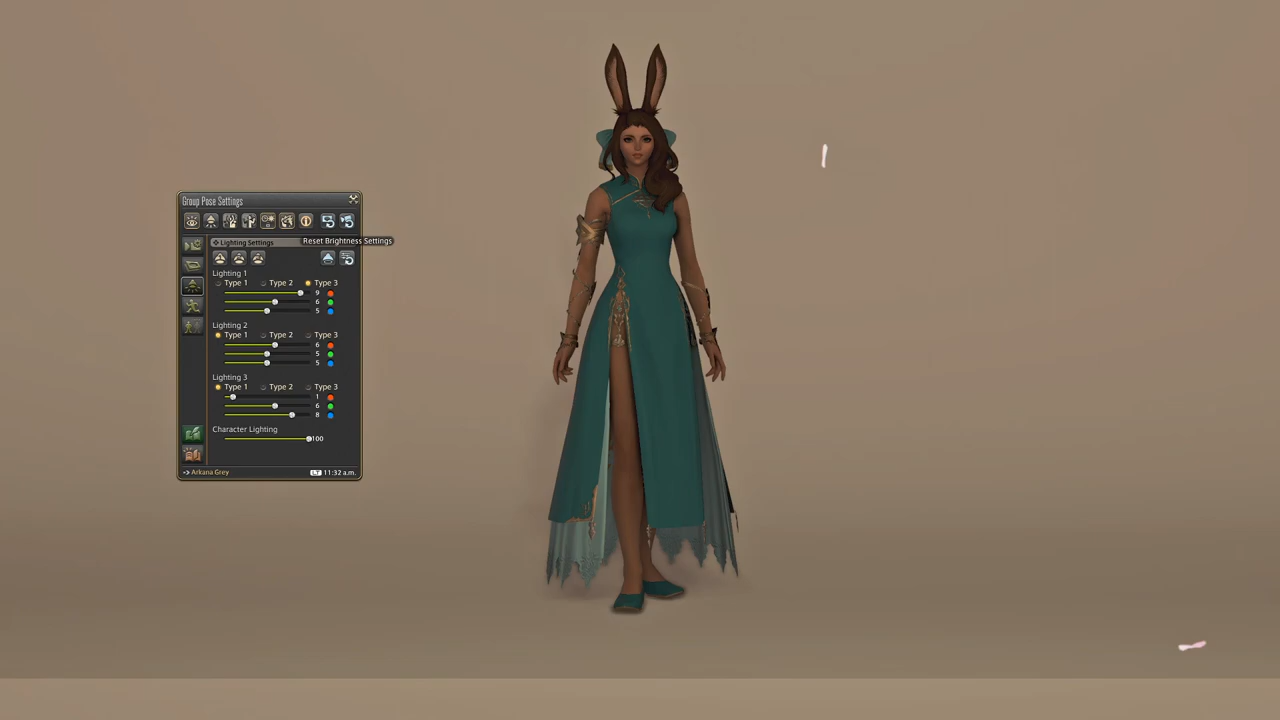 Group Pose Settings
Lighting Settings
Reset Brightness Settings
Lighting 1
Type 1 Type 2 Type 3
9
6
5
Lighting 2
Type 1 Type 2 Type 3
6
5
5
Lighting 3
Type 1 Type 2 Type 3
1
6
8
Character Lighting
100
-> Arkana Grey LT 11:32 a.m.